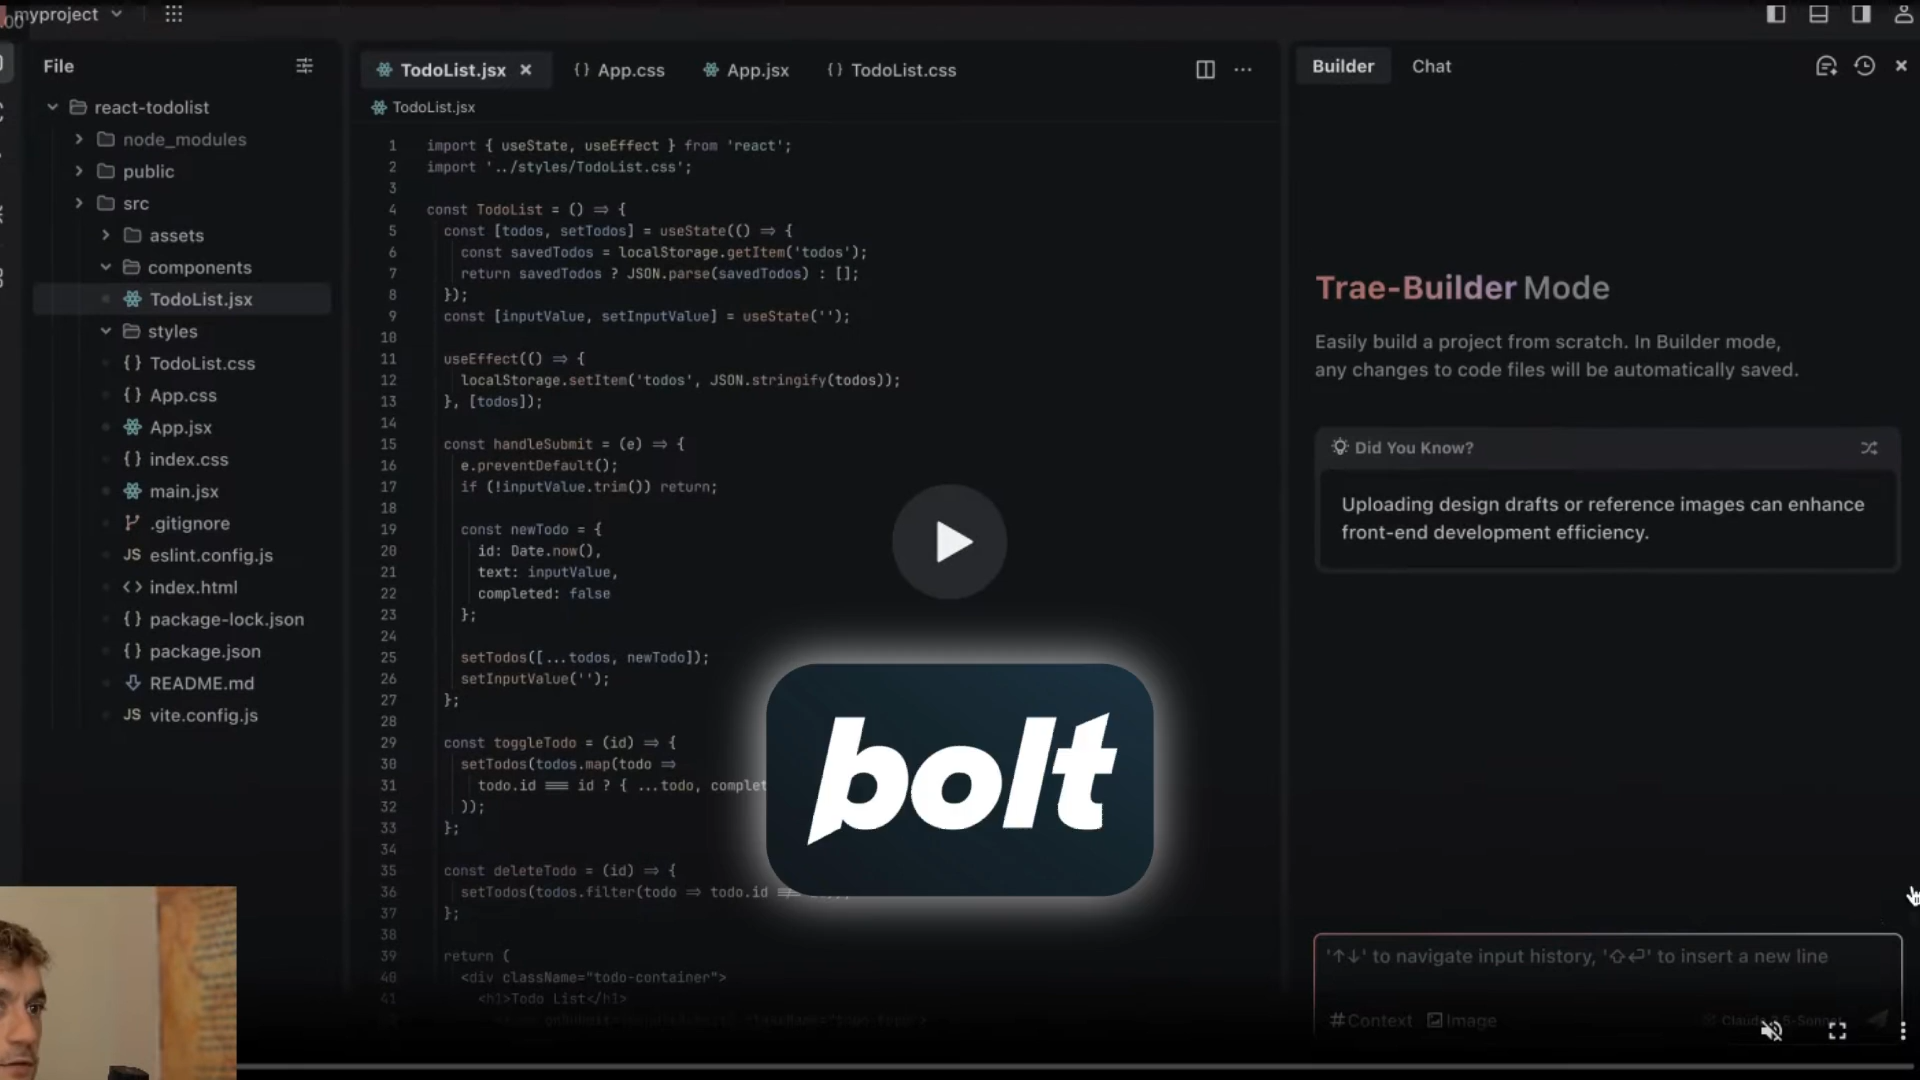 myproject
File
react-todolist
node_modules
public
src
assets
components
TodoList.jsx
styles
TodoList.css
App.css
App.jsx
index.css
main.jsx
.gitignore
JS eslint.config.js
index.html
package-lock.json
package.json
README.md
JS vite.config.js
TodoList.jsx × {} App.css App.jsx {} TodoList.css
TodoList.jsx
1 import { useState, useEffect } from 'react';
2 import '../styles/TodoList.css';
3
4 const TodoList = () => {
5 const [todos, setTodos] = useState(() => {
6 const savedTodos = localStorage.getItem('todos');
7 return savedTodos ? JSON.parse(savedTodos) : [];
8 });
9 const [inputValue, setInputValue] = useState('');
10
11 useEffect(() => {
12 localStorage.setItem('todos', JSON.stringify(todos));
13 }, [todos]);
14
15 const handleSubmit = (e) => {
16 e.preventDefault();
17 if (!inputValue.trim()) return;
18
19 const newTodo = {
20 id: Date.now(),
21 text: inputValue,
22 completed: false
23 };
24
25 setTodos([...todos, newTodo]);
26 setInputValue('');
27 };
28
29 const toggleTodo = (id) => {
30 setTodos(todos.map(todo =>
31 todo.id === id ? { ...todo, complet
32 ));
33 };
34
35 const deleteTodo = (id) => {
36 setTodos(todos.filter(todo => todo.id
37 };
38
39 return (
40 <div className="todo-container">
41 <h1>Todo List</h1>
bolt
Builder Chat
Trae-Builder Mode
Easily build a project from scratch. In Builder mode,
any changes to code files will be automatically saved.
Did You Know?
Uploading design drafts or reference images can enhance
front-end development efficiency.
'↑↓' to navigate input history, '⇧⏎' to insert a new line
#Context Image